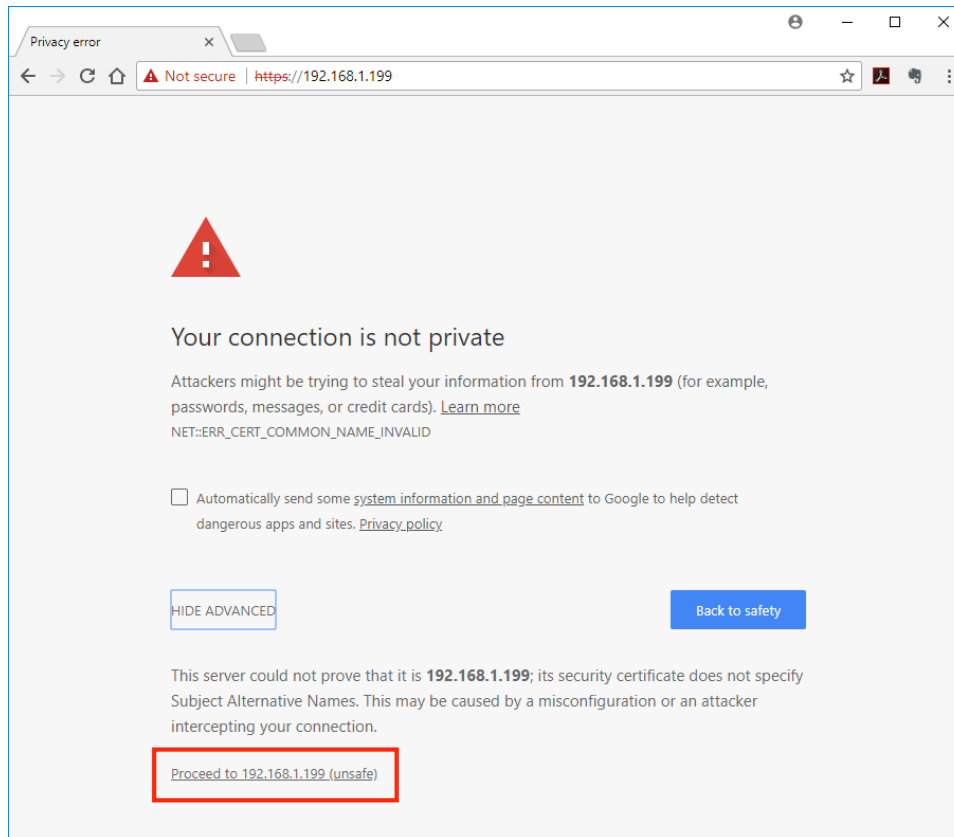 Privacy error
Not secure
https://192.168.1.199
Your connection is not private
Attackers might be trying to steal your information from 192.168.1.199 (for example,
passwords, messages, or credit cards). Learn more
NET::ERR_CERT_COMMON_NAME_INVALID
Automatically send some system information and page content to Google to help detect
dangerous apps and sites. Privacy policy
HIDE ADVANCED
Back to safety
This server could not prove that it is 192.168.1.199; its security certificate does not specify
Subject Alternative Names. This may be caused by a misconfiguration or an attacker
intercepting your connection.
Proceed to 192.168.1.199 (unsafe)